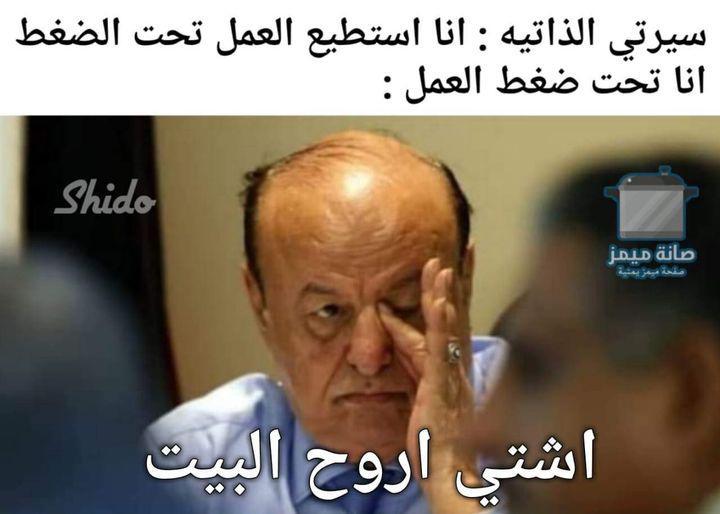 سيرتي الذاتيه : انا استطيع العمل تحت الضغط
انا تحت ضغط العمل :
Shido
صانة ميمز
صفحة ميمز يمنية
اشتي اروح البيت